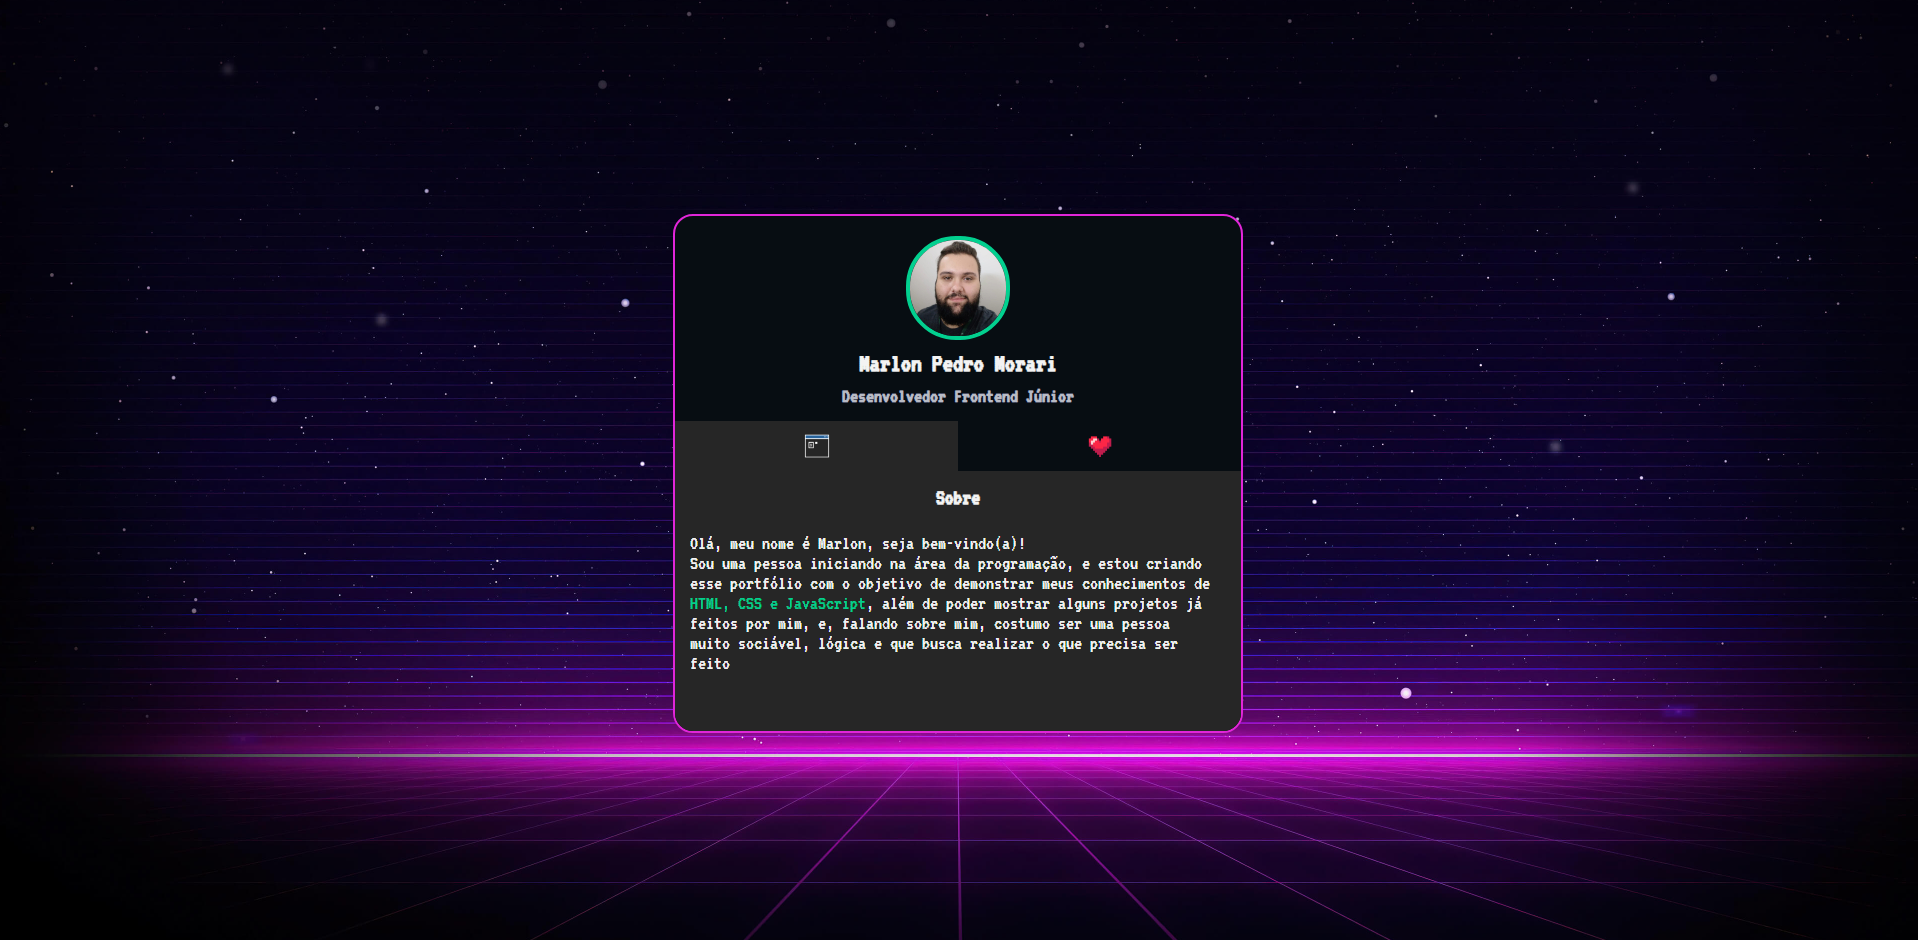 Marlon Pedro Morari
Desenvolvedor Frontend Júnior
Sobre
Olá, meu nome é Marlon, seja bem-vindo(a)!
Sou uma pessoa iniciando na área da programação, e estou criando
esse portfólio com o objetivo de demonstrar meus conhecimentos de
HTML, CSS e JavaScript, além de poder mostrar alguns projetos já
feitos por mim, e, falando sobre mim, costumo ser uma pessoa
muito sociável, lógica e que busca realizar o que precisa ser
feito